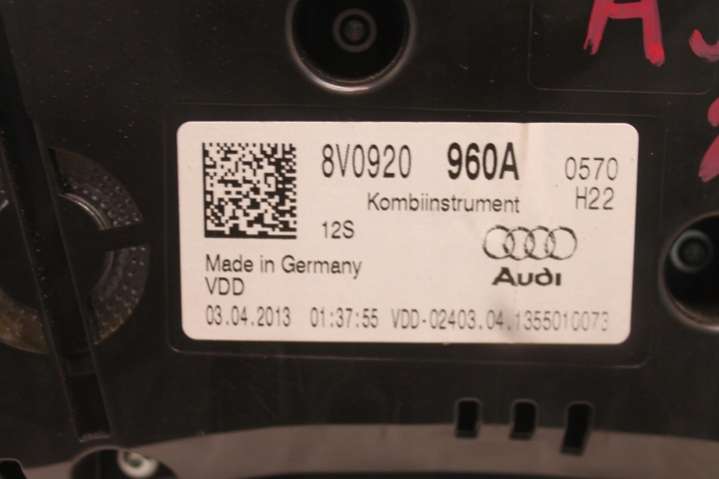 8V0920 960A 0570
Kombiinstrument H22
12S
Made in Germany Audi
VDD
03.04.2013 01:37:55 VDD-02403.04.1355010073